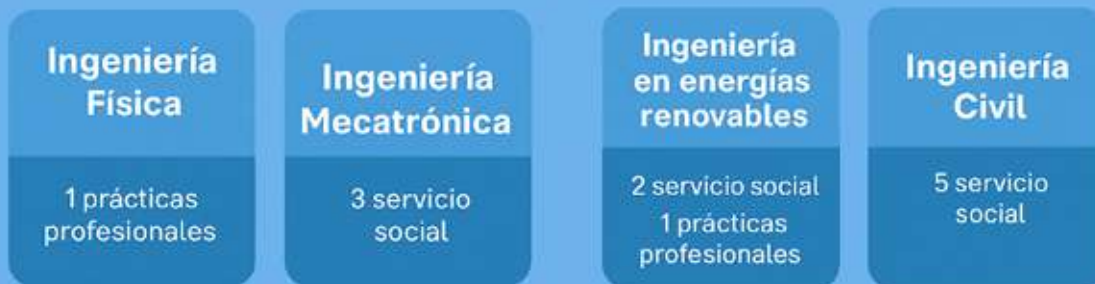 Ingeniería
Física
1 prácticas
profesionales
Ingeniería
Mecatrónica
3 servicio
social
Ingeniería
en energías
renovables
2 servicio social
1 prácticas
profesionales
Ingeniería
Civil
5 servicio
social